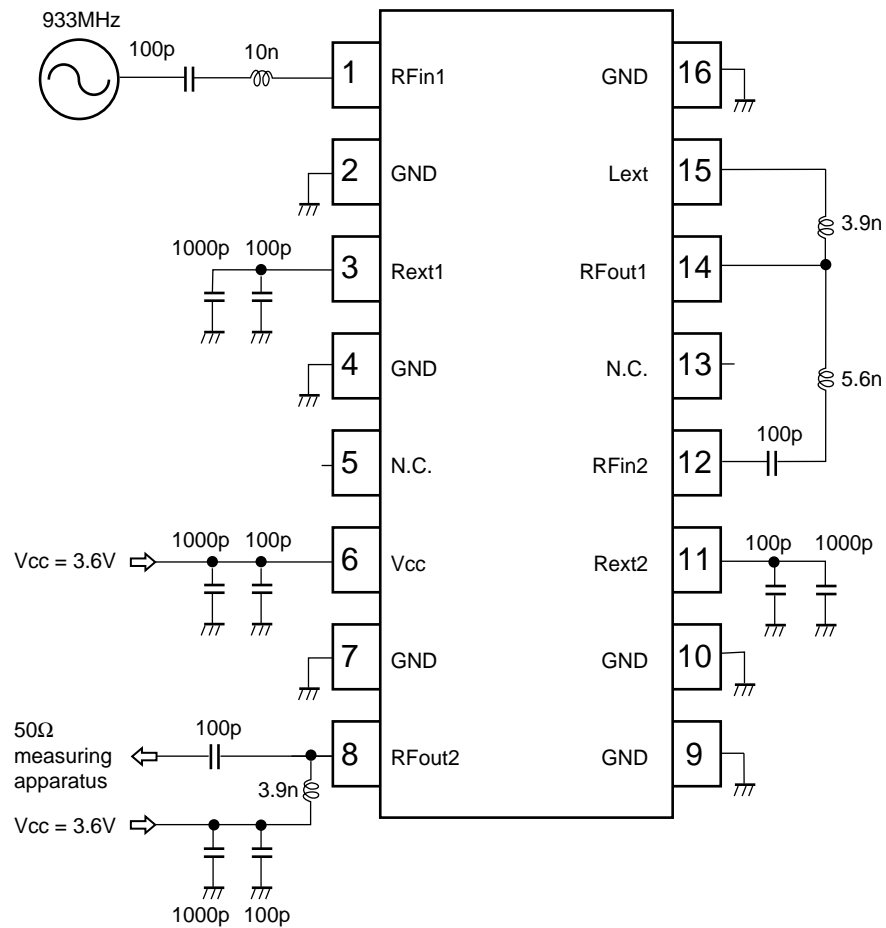 933MHz
100p
10n
1
RFin1
GND
16
2
GND
Lext
15
3.9n
1000p
100p
3
Rext1
RFout1
14
4
GND
N.C.
13
5.6n
100p
5
N.C.
RFin2
12
Vcc = 3.6V
1000p
100p
6
Vcc
Rext2
11
100p
1000p
7
GND
GND
10
50Ω
measuring
apparatus
100p
8
RFout2
GND
9
3.9n
Vcc = 3.6V
1000p
100p